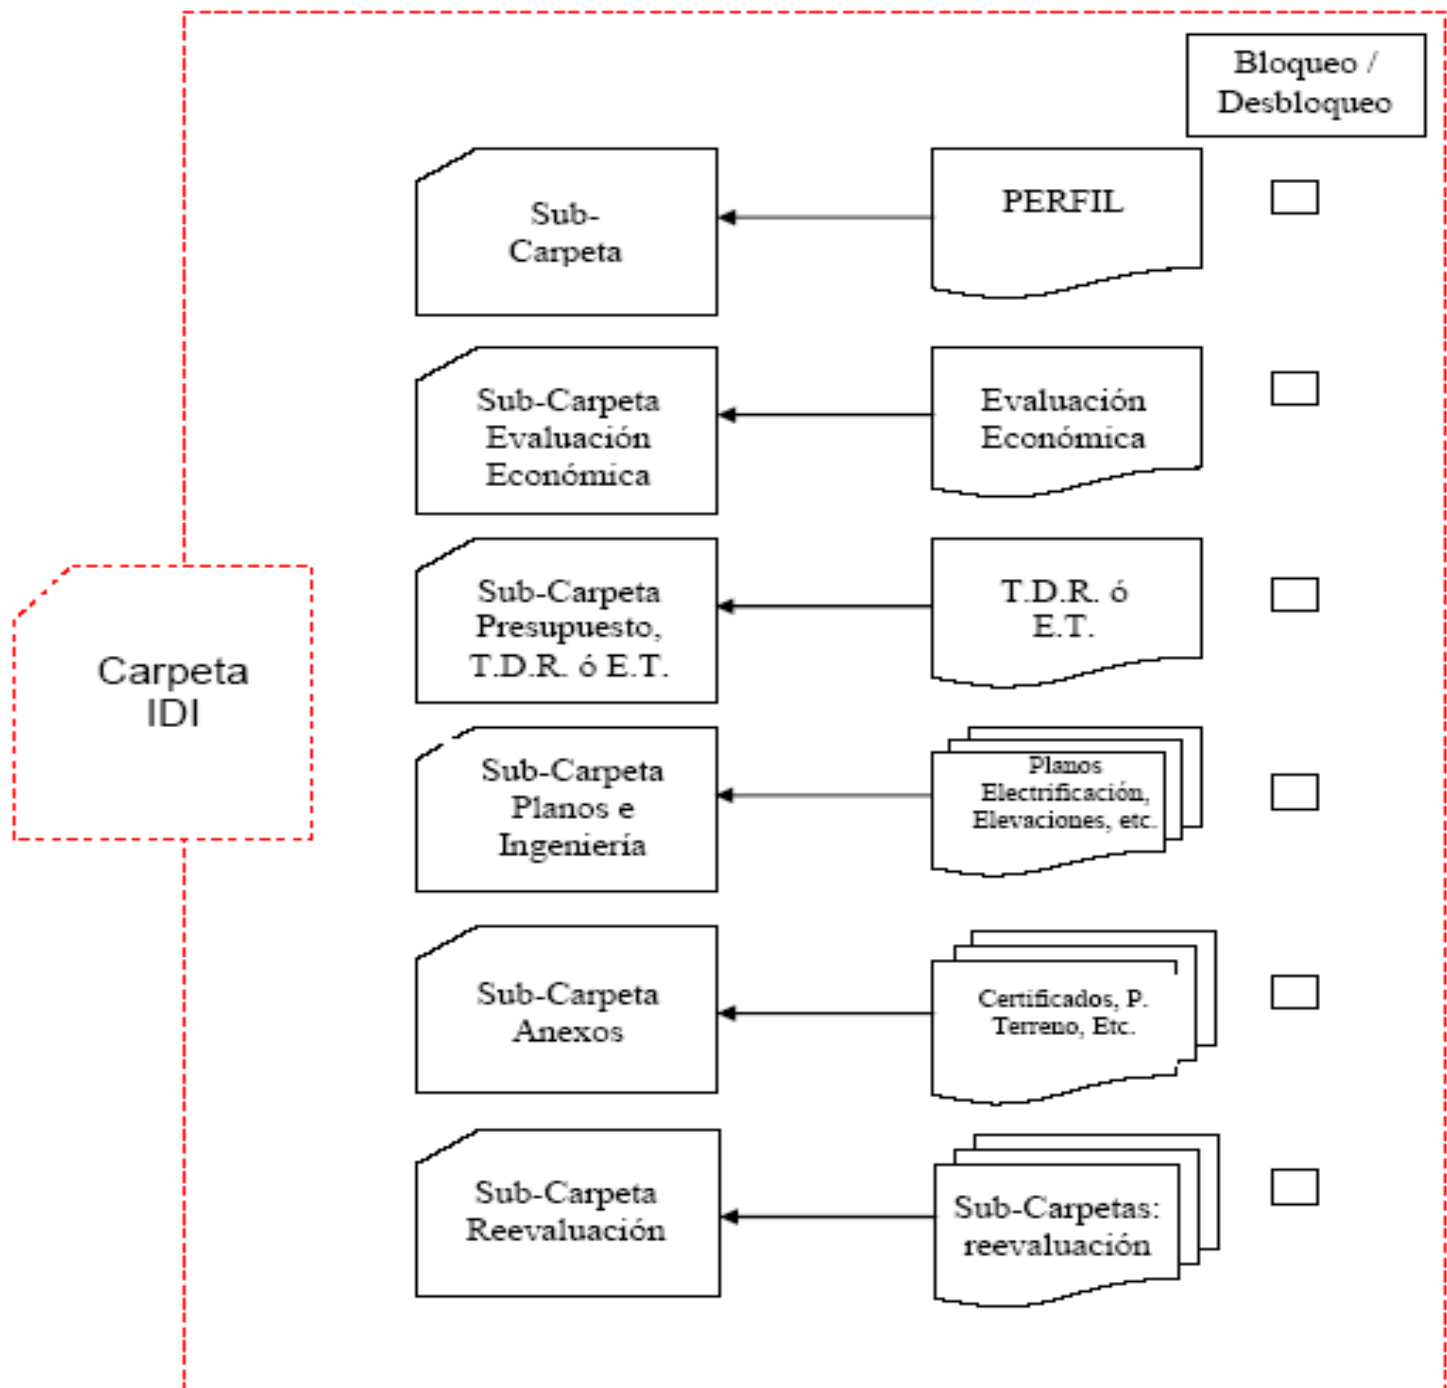 Bloqueo /
Desbloqueo
Sub-
Carpeta
PERFIL
Sub-Carpeta
Evaluación
Económica
Evaluación
Económica
Sub-Carpeta
Presupuesto,
T.D.R. ó E.T.
T.D.R. ó
E.T.
Carpeta
IDI
Sub-Carpeta
Planos e
Ingeniería
Planos
Electrificación,
Elevaciones, etc.
Sub-Carpeta
Anexos
Certificados, P.
Terreno, Etc.
Sub-Carpeta
Reevaluación
Sub-Carpetas:
reevaluación